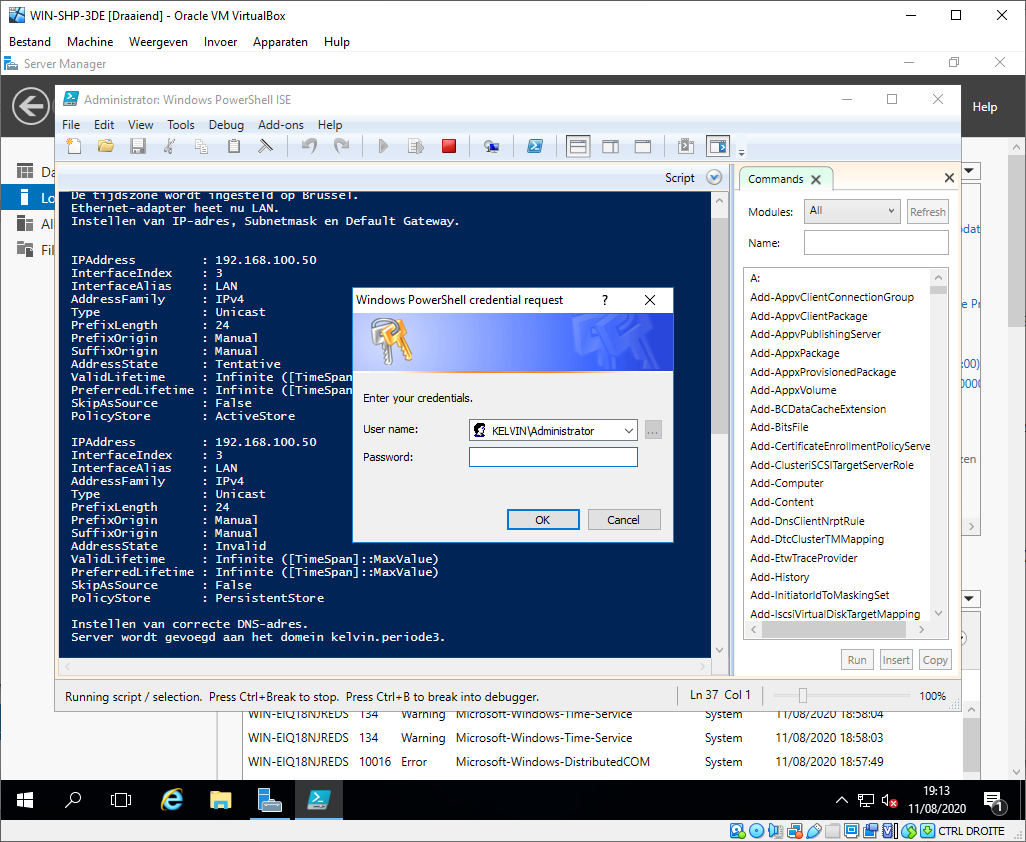 WIN-SHP-3DE [Draaiend] - Oracle VM VirtualBox
Bestand Machine Weergeven Invoer Apparaten Hulp
Server Manager
Help
Administrator: Windows PowerShell ISE
File Edit View Tools Debug Add-ons Help
Script
De tijdszone wordt ingesteld op Brussel.
Ethernet-adapter heet nu LAN.
Instellen van IP-adres, Subnetmask en Default Gateway.
IPAddress : 192.168.100.50
InterfaceIndex : 3
InterfaceAlias : LAN
AddressFamily : IPv4
Type : Unicast
PrefixLength : 24
PrefixOrigin : Manual
SuffixOrigin : Manual
AddressState : Tentative
ValidLifetime : Infinite ([TimeSpan
PreferredLifetime : Infinite ([TimeSpan
SkipAsSource : False
PolicyStore : ActiveStore
IPAddress : 192.168.100.50
InterfaceIndex : 3
InterfaceAlias : LAN
AddressFamily : IPv4
Type : Unicast
PrefixLength : 24
PrefixOrigin : Manual
SuffixOrigin : Manual
AddressState : Invalid
ValidLifetime : Infinite ([TimeSpan]::MaxValue)
PreferredLifetime : Infinite ([TimeSpan]::MaxValue)
SkipAsSource : False
PolicyStore : PersistentStore
Instellen van correcte DNS-adres.
Server wordt gevoegd aan het domein kelvin.periode3.
Windows PowerShell credential request
?
Enter your credentials.
User name: KELVIN\Administrator ...
Password:
OK Cancel
Commands
Modules: All Refresh
Name:
A:
Add-AppvClientConnectionGroup
Add-AppvClientPackage
Add-AppvPublishingServer
Add-AppxPackage
Add-AppxProvisionedPackage
Add-AppxVolume
Add-BCDataCacheExtension
Add-BitsFile
Add-CertificateEnrollmentPolicyServe
Add-ClusteriSCSITargetServerRole
Add-Computer
Add-Content
Add-DnsClientNrptRule
Add-DtcClusterTMMapping
Add-EtwTraceProvider
Add-History
Add-InitiatorIdToMaskingSet
Add-IscsiVirtualDiskTargetMapping
Run Insert Copy
Running script / selection. Press Ctrl+Break to stop. Press Ctrl+B to break into debugger.
Ln 37 Col 1
100%
Da
Lo
Al
Fil
WIN-EIQ18NJREDS 134 Warning Microsoft-Windows-Time-Service System 11/08/2020 18:58:04
WIN-EIQ18NJREDS 134 Warning Microsoft-Windows-Time-Service System 11/08/2020 18:58:03
WIN-EIQ18NJREDS 10016 Error Microsoft-Windows-DistributedCOM System 11/08/2020 18:57:49
19:13
11/08/2020
1
CTRL DROITE